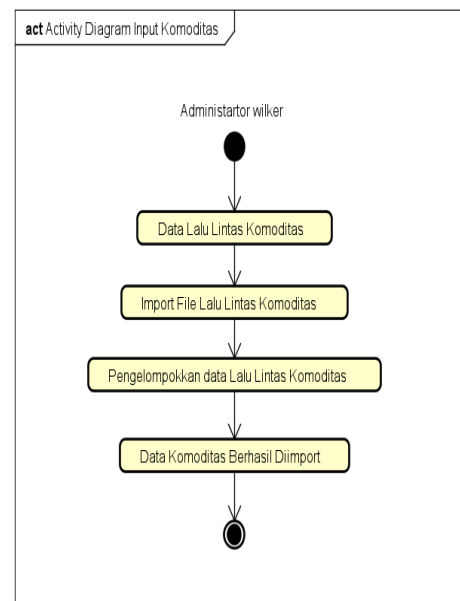 act Activity Diagram Input Komoditas
Administartor wilker
Data Lalu Lintas Komoditas
Import File Lalu Lintas Komoditas
Pengelompokkan data Lalu Lintas Komoditas
Data Komoditas Berhasil Diimport